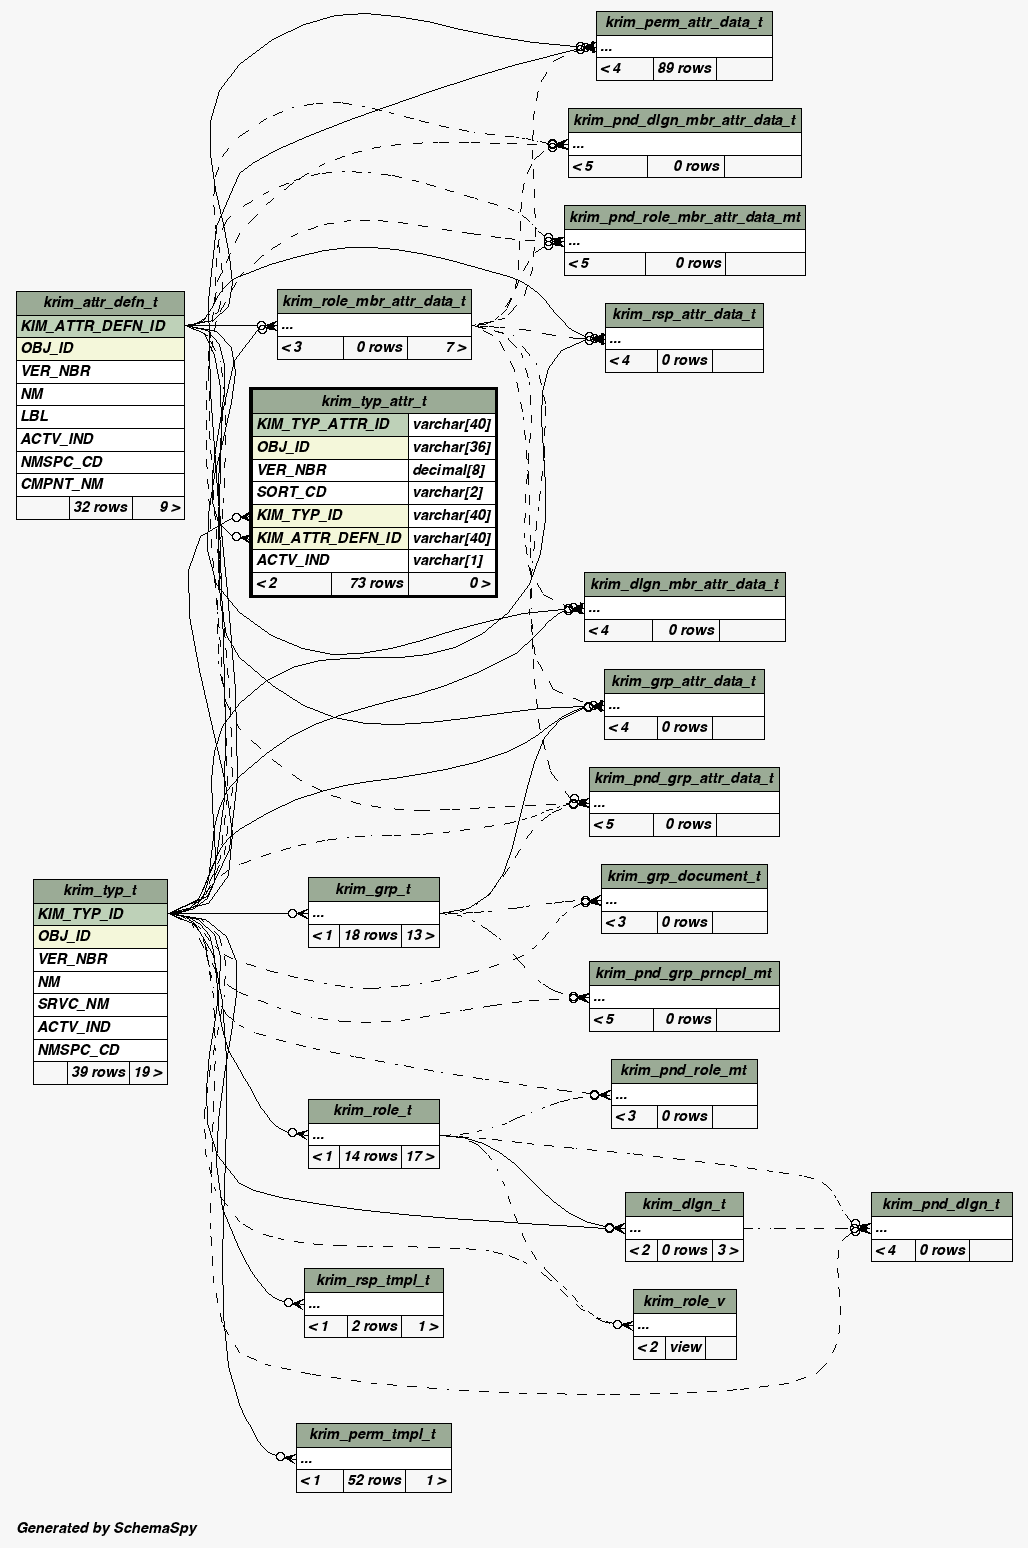 krim_perm_attr_data_t
...
< 4 89 rows
krim_pnd_dlgn_mbr_attr_data_t
...
< 5 0 rows
krim_pnd_role_mbr_attr_data_mt
...
< 5 0 rows
krim_attr_defn_t
KIM_ATTR_DEFN_ID
OBJ_ID
VER_NBR
NM
LBL
ACTV_IND
NMSPC_CD
CMPNT_NM
32 rows 9 >
krim_role_mbr_attr_data_t
...
< 3 0 rows 7 >
krim_rsp_attr_data_t
...
< 4 0 rows
krim_typ_attr_t
KIM_TYP_ATTR_ID varchar[40]
OBJ_ID varchar[36]
VER_NBR decimal[8]
SORT_CD varchar[2]
KIM_TYP_ID varchar[40]
KIM_ATTR_DEFN_ID varchar[40]
ACTV_IND varchar[1]
< 2 73 rows 0 >
krim_dlgn_mbr_attr_data_t
...
< 4 0 rows
krim_grp_attr_data_t
...
< 4 0 rows
krim_pnd_grp_attr_data_t
...
< 5 0 rows
krim_typ_t
KIM_TYP_ID
OBJ_ID
VER_NBR
NM
SRVC_NM
ACTV_IND
NMSPC_CD
39 rows 19 >
krim_grp_t
...
< 1 18 rows 13 >
krim_grp_document_t
...
< 3 0 rows
krim_pnd_grp_prncpl_mt
...
< 5 0 rows
krim_pnd_role_mt
...
< 3 0 rows
krim_role_t
...
< 1 14 rows 17 >
krim_dlgn_t
...
< 2 0 rows 3 >
krim_pnd_dlgn_t
...
< 4 0 rows
krim_rsp_tmpl_t
...
< 1 2 rows 1 >
krim_role_v
...
< 2 view
krim_perm_tmpl_t
...
< 1 52 rows 1 >
Generated by SchemaSpy